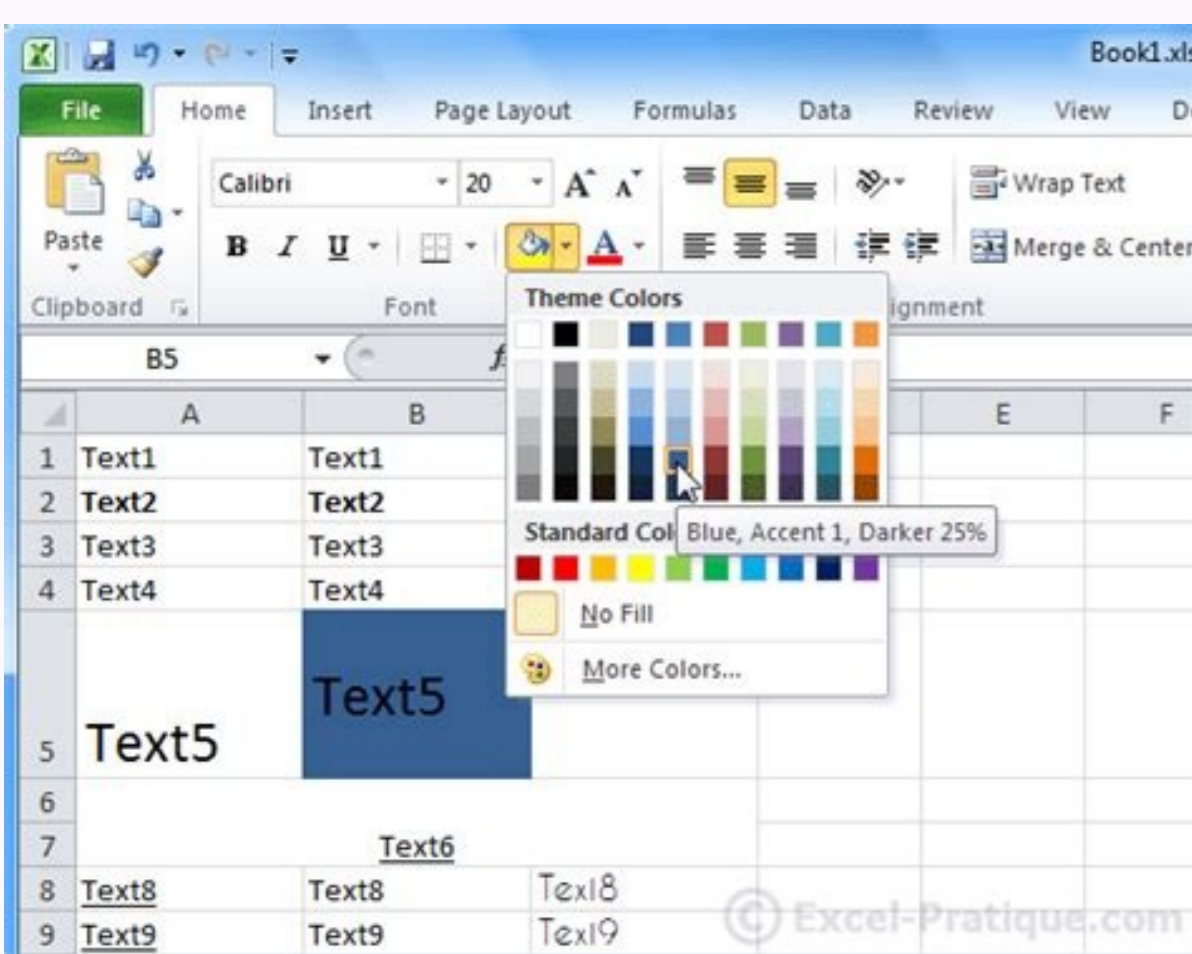 Book1.xls
File Home Insert Page Layout Formulas Data Review View D
Calibri 20 A A Wrap Text
Paste B I U A Merge & Center
Clipboard Font ignment
Theme Colors
B5 f
A B E F
1 Text1 Text1
2 Text2 Text2
Blue, Accent 1, Darker 25%
3 Text3 Text3 Standard Col
4 Text4 Text4
No Fill
More Colors...
5 Text5 Text5
6
7 Text6
8 Text8 Text8 Text8
9 Text9 Text9 Text9
© Excel-Pratique.com